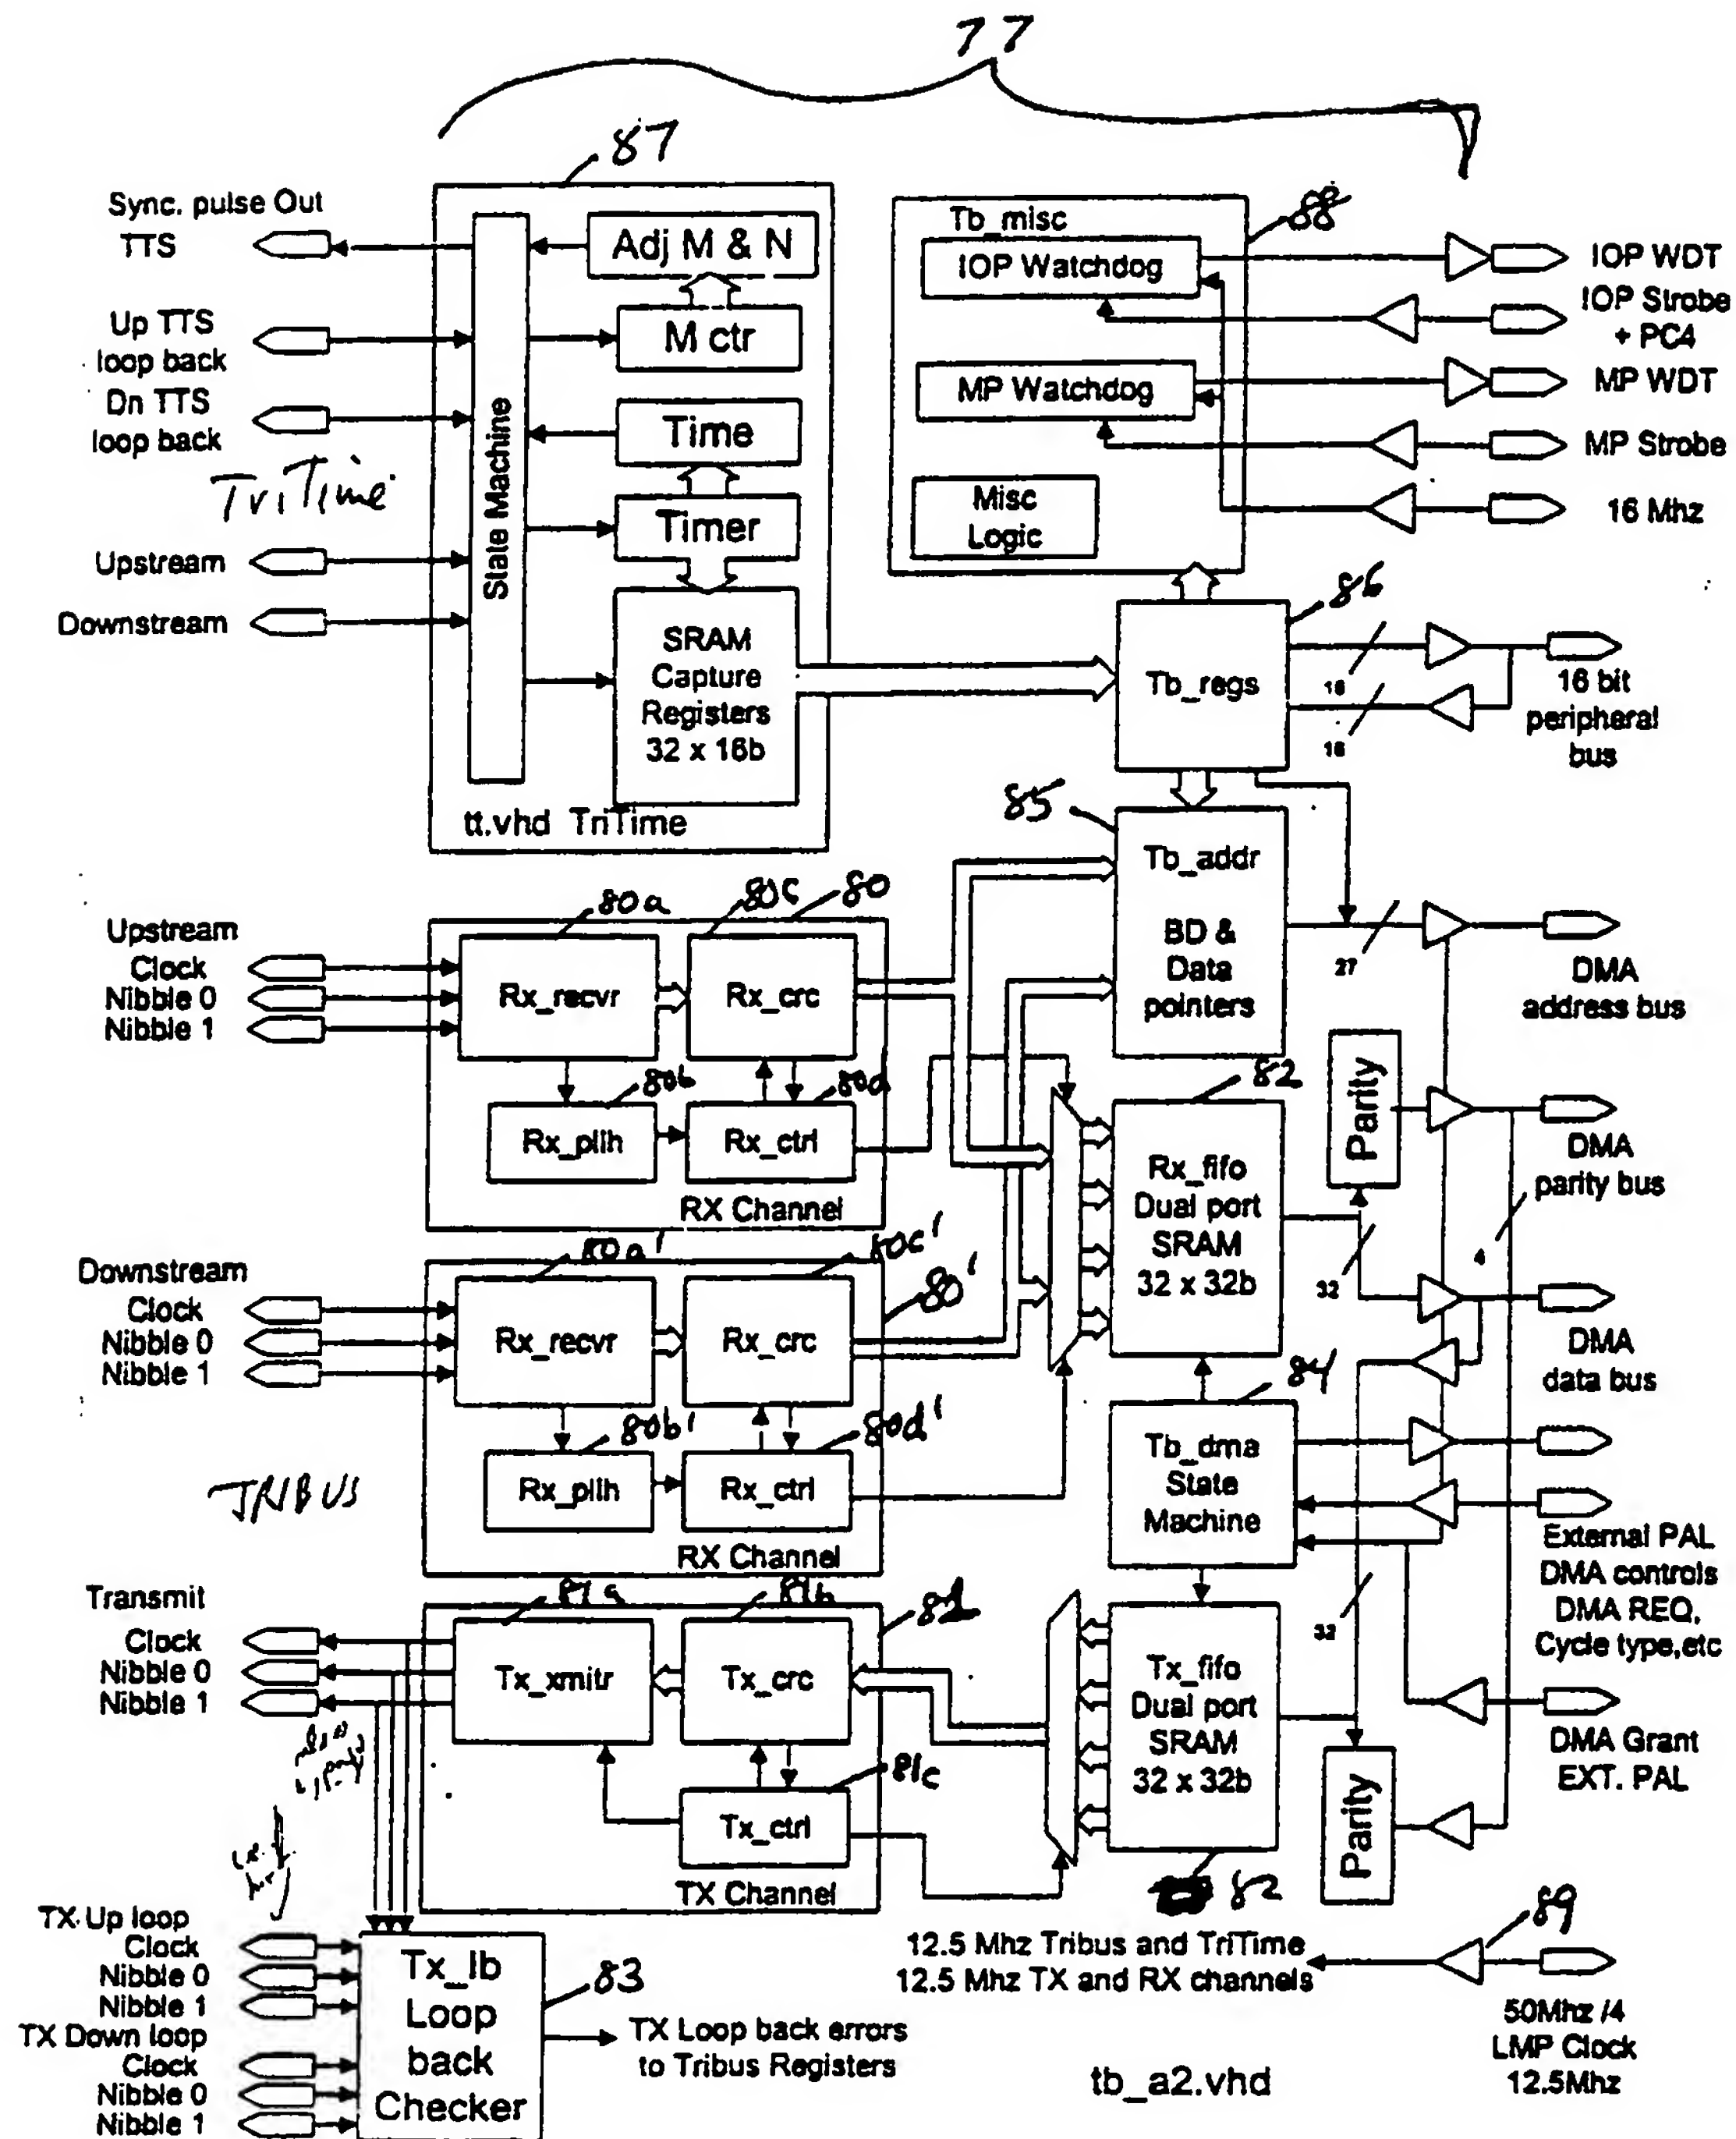 77
87
Sync. pulse Out
TTS
Up TTS
loop back
Dn TTS
loop back
TriTime
Upstream
Downstream
State Machine
Adj M & N
M ctr
Time
Timer
SRAM
Capture
Registers
32 x 16b
tt.vhd TriTime
Tb_misc
88
IOP Watchdog
MP Watchdog
Misc
Logic
IOP WDT
IOP Strobe
+ PC4
MP WDT
MP Strobe
16 Mhz
86
Tb_regs
16
16
16 bit
peripheral
bus
85
Tb_addr
BD &
Data
pointers
27
DMA
address bus
80a
80c
80
Upstream
Clock
Nibble 0
Nibble 1
Rx_recvr
Rx_crc
80b
80d
Rx_pllh
Rx_ctrl
RX Channel
82
Rx_fifo
Dual port
SRAM
32 x 32b
Parity
DMA
parity bus
4
32
DMA
data bus
80a'
80c'
80'
Downstream
Clock
Nibble 0
Nibble 1
Rx_recvr
Rx_crc
80b'
80d'
Rx_pllh
Rx_ctrl
RX Channel
TRIBUS
84
Tb_dma
State
Machine
External PAL
DMA controls
DMA REQ,
Cycle type,etc
32
81a
81b
81
Transmit
Clock
Nibble 0
Nibble 1
Tx_xmitr
Tx_crc
81c
Tx_ctrl
TX Channel
Tx_fifo
Dual port
SRAM
32 x 32b
82
Parity
DMA Grant
EXT. PAL
TX Up loop
Clock
Nibble 0
Nibble 1
TX Down loop
Clock
Nibble 0
Nibble 1
Tx_lb
Loop
back
Checker
83
TX Loop back errors
to Tribus Registers
12.5 Mhz Tribus and TriTime
12.5 Mhz TX and RX channels
89
50Mhz /4
LMP Clock
12.5Mhz
tb_a2.vhd